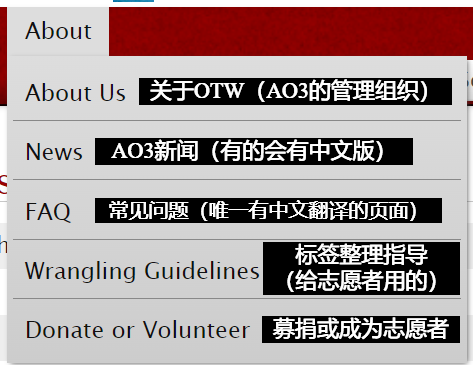 About
About Us 关于OTW（AO3的管理组织）
News AO3新闻（有的会有中文版）
FAQ 常见问题（唯一有中文翻译的页面）
Wrangling Guidelines 标签整理指导
（给志愿者用的）
Donate or Volunteer 募捐或成为志愿者